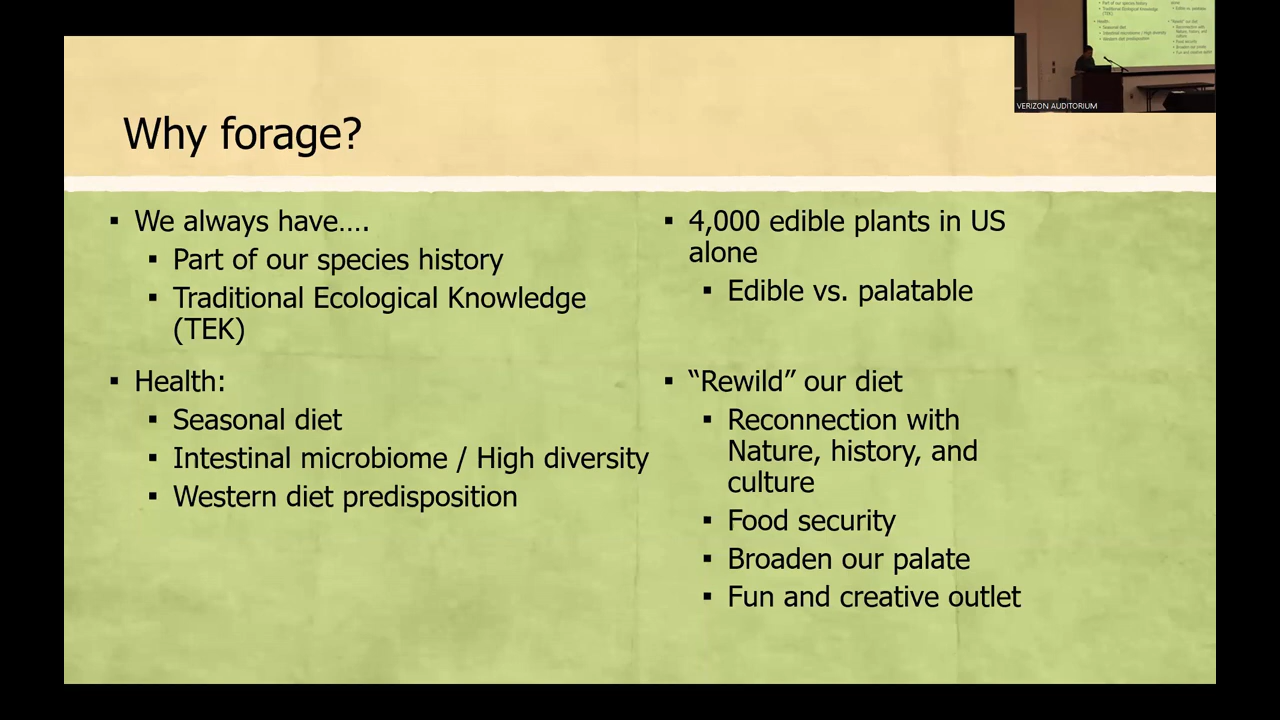 Why forage?
▪ We always have….
▪ Part of our species history
▪ Traditional Ecological Knowledge
(TEK)
▪ Health:
▪ Seasonal diet
▪ Intestinal microbiome / High diversity
▪ Western diet predisposition
▪ 4,000 edible plants in US
alone
▪ Edible vs. palatable
▪ “Rewild” our diet
▪ Reconnection with
Nature, history, and
culture
▪ Food security
▪ Broaden our palate
▪ Fun and creative outlet
VERIZON AUDITORIUM